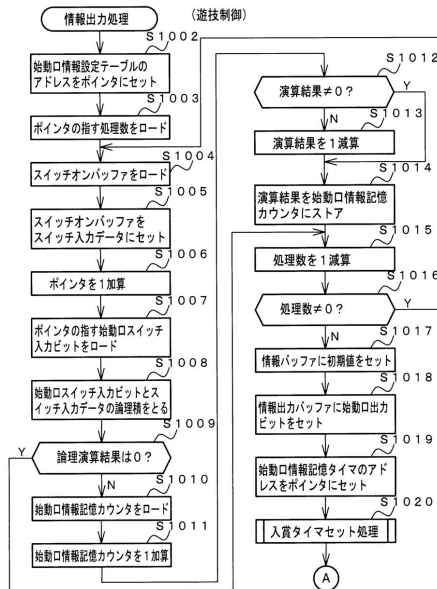 情報出力処理
(遊技制御)
S1002
始動口情報設定テーブルの
アドレスをポインタにセット
S1003
ポインタの指す処理数をロード
S1004
スイッチオンバッファをロード
S1005
スイッチオンバッファを
スイッチ入力データにセット
S1006
ポインタを1加算
S1007
ポインタの指す始動口スイッチ
入力ビットをロード
S1008
始動口スイッチ入力ビットとス
イッチ入力データの論理積をとる
S1009
Y
論理演算結果は0?
N
S1010
始動口情報記憶カウンタをロード
S1011
始動口情報記憶カウンタを1加算
S1012
演算結果≠0?
Y
N
S1013
演算結果を1減算
S1014
演算結果を始動口情報記憶
カウンタにストア
S1015
処理数を1減算
S1016
処理数≠0?
Y
N
S1017
情報バッファに初期値をセット
S1018
情報出力バッファに始動口出力
ビットをセット
S1019
始動口情報記憶タイマのアド
レスをポインタにセット
S1020
入賞タイマセット処理
A